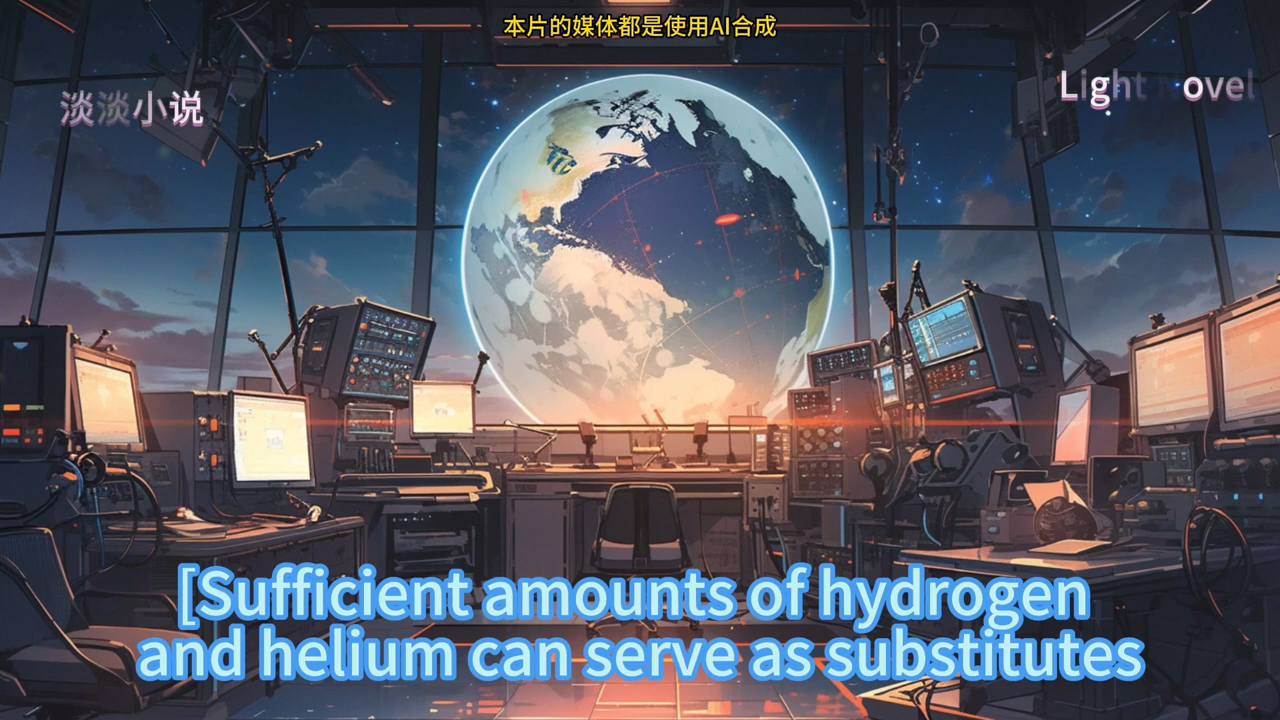 本片的媒体都是使用AI合成
淡淡小说
Light Novel
[Sufficient amounts of hydrogen
and helium can serve as substitutes